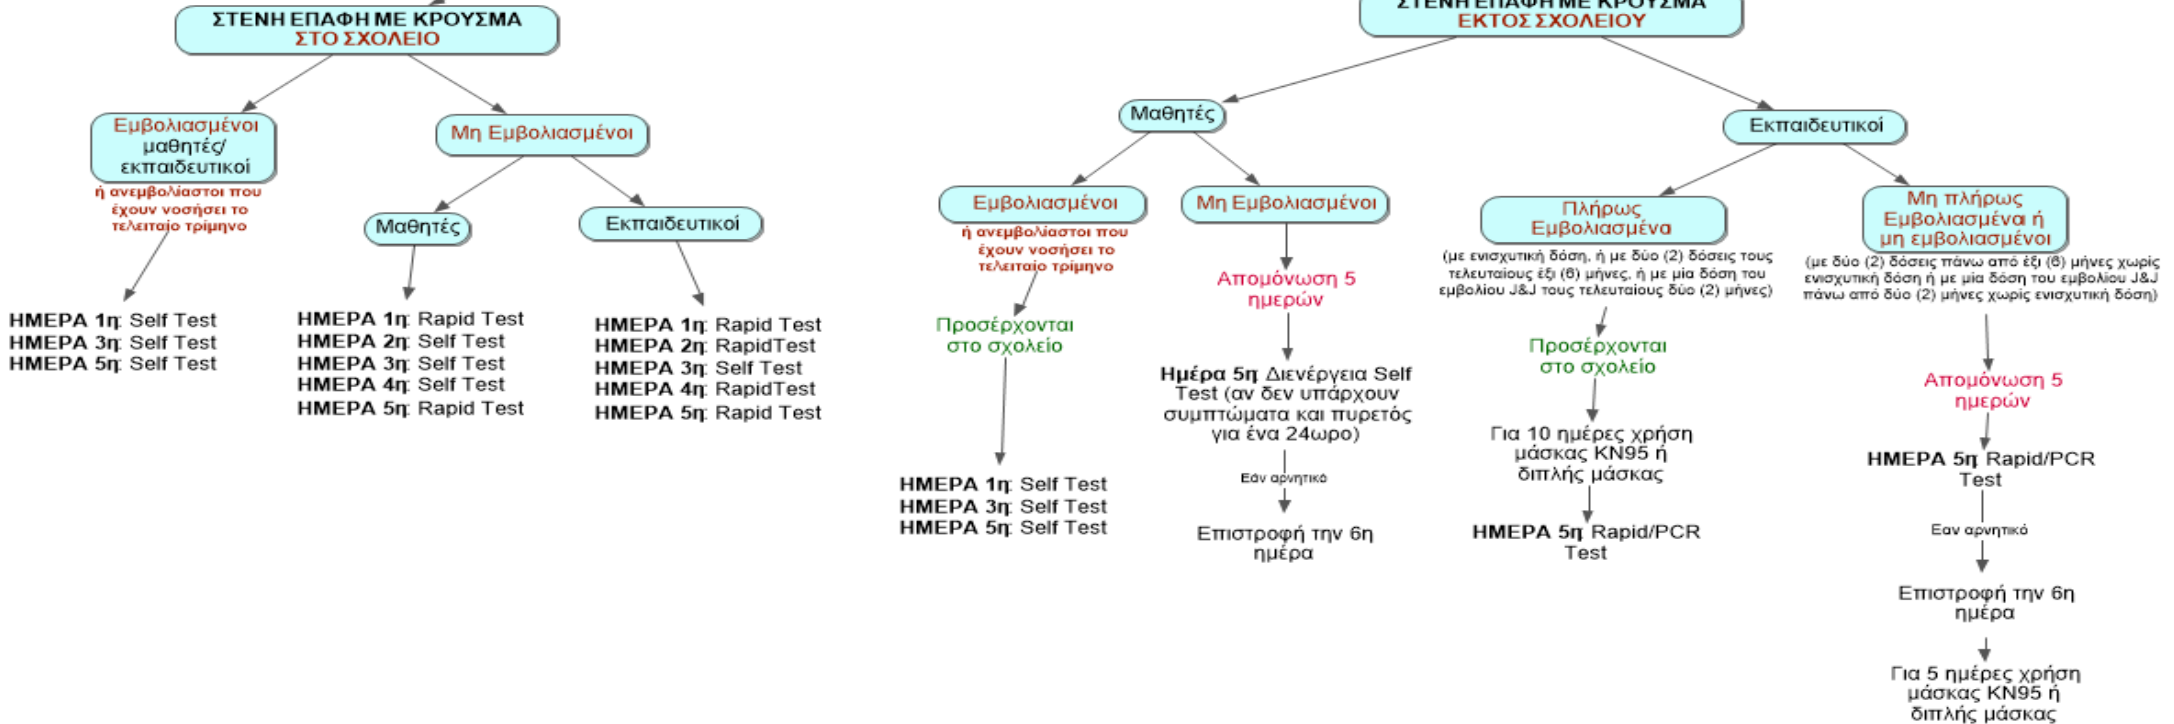 ΣΤΕΝΗ ΕΠΑΦΗ ΜΕ ΚΡΟΥΣΜΑ
ΣΤΟ ΣΧΟΛΕΙΟ
Εμβολιασμένοι
μαθητές/
εκπαιδευτικοί
ή ανεμβολίαστοι που
έχουν νοσήσει το
τελειταίο τρίμηνο
ΗΜΕΡΑ 1η: Self Test
ΗΜΕΡΑ 3η: Self Test
ΗΜΕΡΑ 5η: Self Test
Μη Εμβολιασμένοι
Μαθητές
ΗΜΕΡΑ 1η: Rapid Test
ΗΜΕΡΑ 2η: Self Test
ΗΜΕΡΑ 3η: Self Test
ΗΜΕΡΑ 4η: Self Test
ΗΜΕΡΑ 5η: Rapid Test
Εκπαιδευτικοί
ΗΜΕΡΑ 1η: Rapid Test
ΗΜΕΡΑ 2η: RapidTest
ΗΜΕΡΑ 3η: Self Test
ΗΜΕΡΑ 4η: RapidTest
ΗΜΕΡΑ 5η: Rapid Test
ΣΤΕΝΗ ΕΠΑΦΗ ΜΕ ΚΡΟΥΣΜΑ
ΕΚΤΟΣ ΣΧΟΛΕΙΟΥ
Μαθητές
Εμβολιασμένοι
ή ανεμβολίαστοι που
έχουν νοσήσει το
τελειταίο τρίμηνο
Προσέρχονται
στο σχολείο
ΗΜΕΡΑ 1η: Self Test
ΗΜΕΡΑ 3η: Self Test
ΗΜΕΡΑ 5η: Self Test
Μη Εμβολιασμένοι
Απομόνωση 5
ημερών
Ημέρα 5η: Διενέργεια Self
Test (αν δεν υπάρχουν
συμπτώματα και πυρετός
για ένα 24ωρο)
Εάν αρνητικό
Επιστροφή την 6η
ημέρα
Εκπαιδευτικοί
Πλήρως
Εμβολιασμένα
(με ενισχυτική δόση, ή με δύο (2) δόσεις τους
τελευταίους έξι (6) μήνες, ή με μία δόση του
εμβολίου J&J τους τελευταίους δύο (2) μήνες)
Προσέρχονται
στο σχολείο
Για 10 ημέρες χρήση
μάσκας ΚΝ95 ή
διπλής μάσκας
ΗΜΕΡΑ 5η: Rapid/PCR
Test
Μη πλήρως
Εμβολιασμένα ή
μη εμβολιασμένοι
(με δύο (2) δόσεις πάνω από έξι (6) μήνες χωρίς
ενισχυτική δόση ή με μία δόση του εμβολίου J&J
πάνω από δύο (2) μήνες χωρίς ενισχυτική δόση)
Απομόνωση 5
ημερών
ΗΜΕΡΑ 5η: Rapid/PCR
Test
Εαν αρνητικό
Επιστροφή την 6η
ημέρα
Για 5 ημέρες χρήση
μάσκας ΚΝ95 ή
διπλής μάσκας